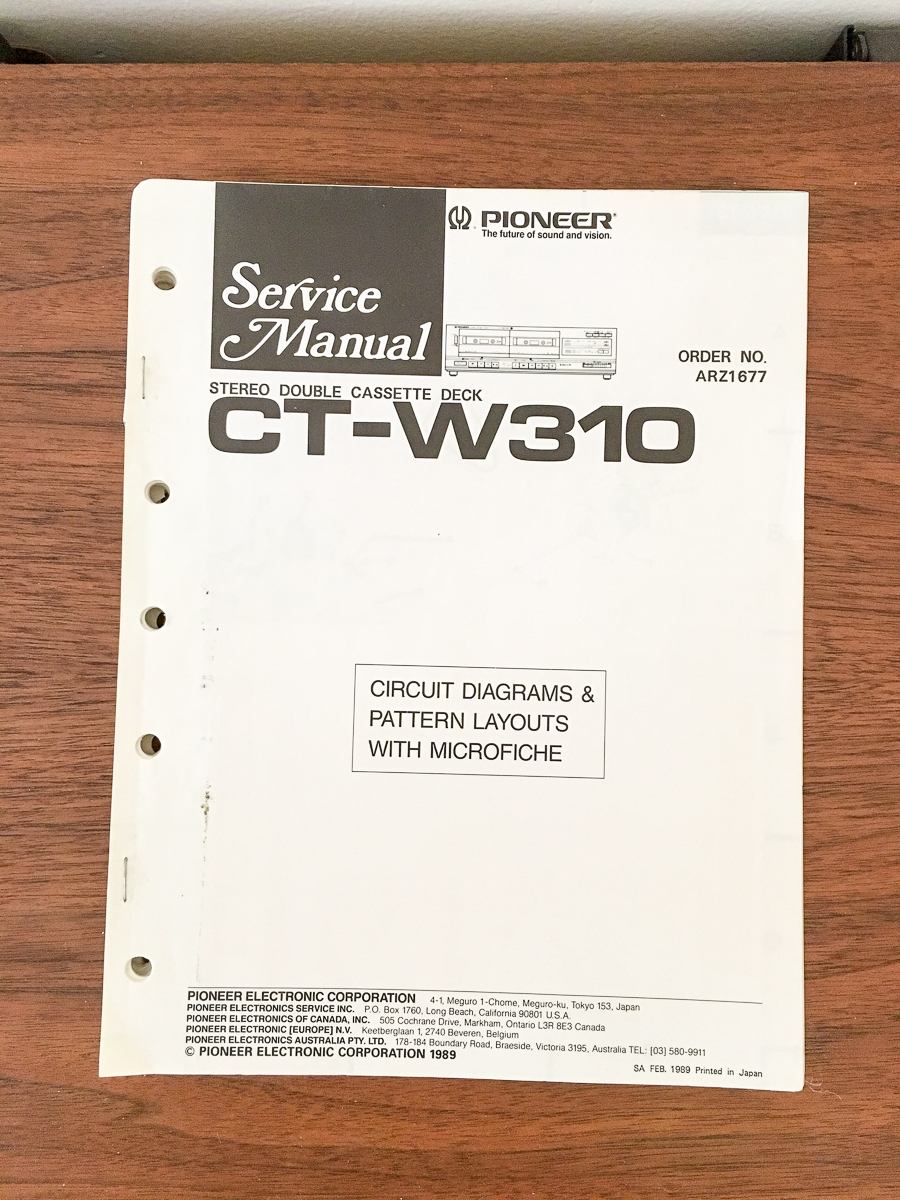 PIONEER®
The future of sound and vision.
Service
Manual
ORDER NO.
ARZ1677
STEREO DOUBLE CASSETTE DECK
CT-W310
CIRCUIT DIAGRAMS &
PATTERN LAYOUTS
WITH MICROFICHE
PIONEER ELECTRONIC CORPORATION 4-1, Meguro 1-Chome, Meguro-ku, Tokyo 153, Japan
PIONEER ELECTRONICS SERVICE INC. P.O. Box 1760, Long Beach, California 90801 U.S.A.
PIONEER ELECTRONICS OF CANADA, INC. 505 Cochrane Drive, Markham, Ontario L3R 8E3 Canada
PIONEER ELECTRONIC [EUROPE] N.V. Keetberglaan 1, 2740 Beveren, Belgium
PIONEER ELECTRONICS AUSTRALIA PTY. LTD. 178-184 Boundary Road, Braeside, Victoria 3195, Australia TEL: [03] 580-9911
© PIONEER ELECTRONIC CORPORATION 1989
SA FEB. 1989 Printed in Japan